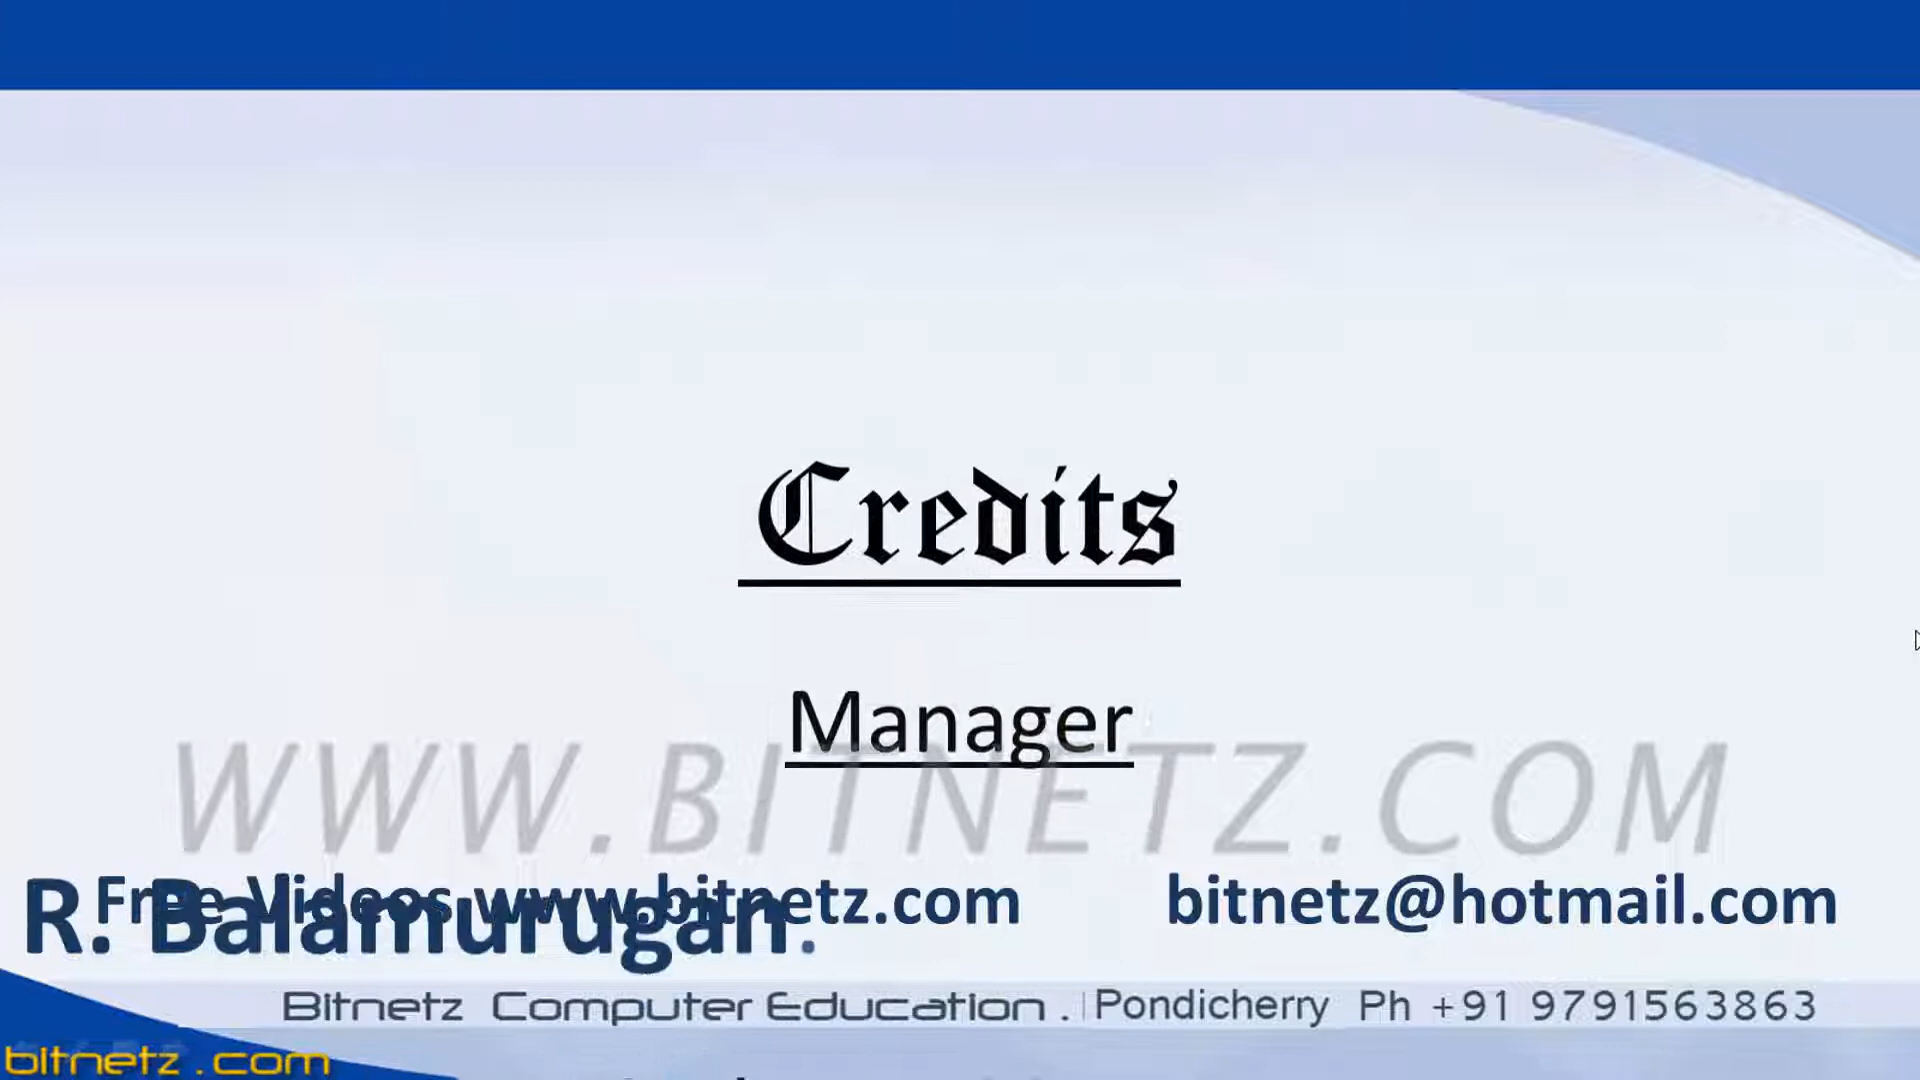 Credits
Manager
WWW.BITNETZ.COM
Free Videos www.bitnetz.com bitnetz@hotmail.com
R. Balamurugan.
Bitnetz Computer Education . Pondicherry Ph +91 9791563863
bitnetz.com